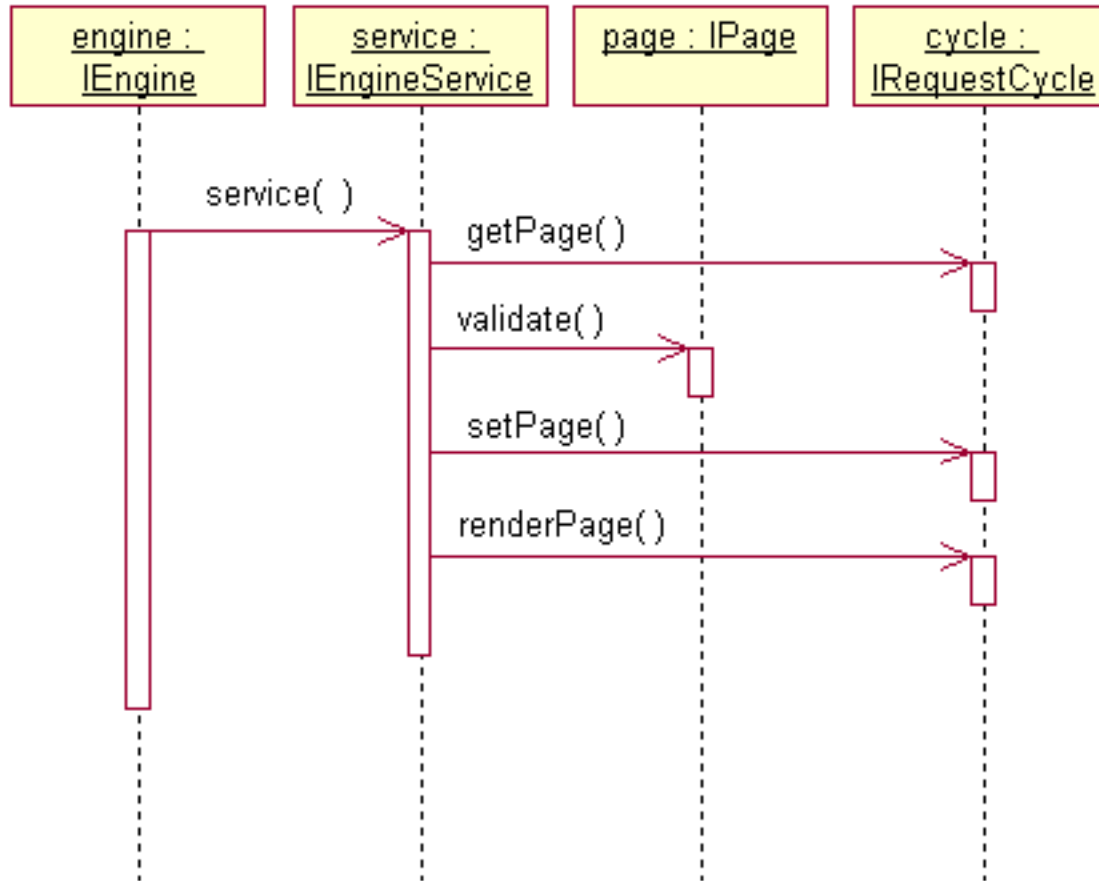 engine :
IEngine
service :
IEngineService
page : IPage
cycle :
IRequestCycle
service( )
getPage( )
validate( )
setPage( )
renderPage( )